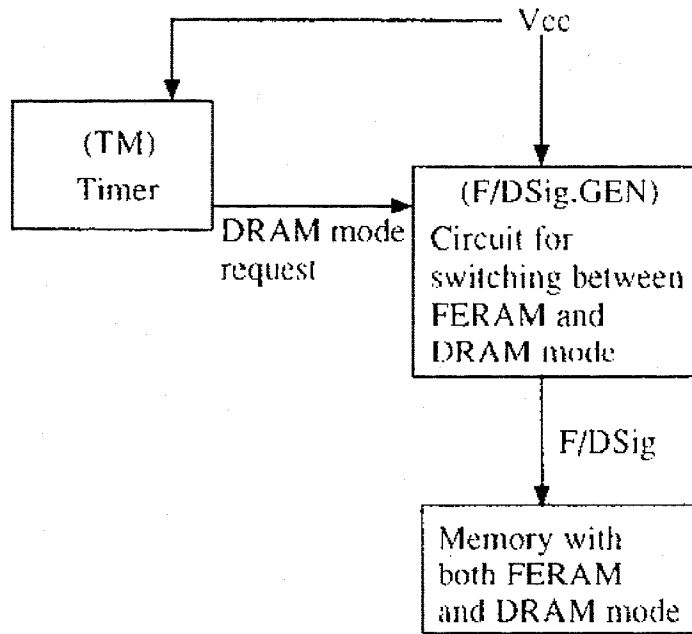 Vcc
(TM)
Timer
DRAM mode
request
(F/DSig.GEN)
Circuit for
switching between
FERAM and
DRAM mode
F/DSig
Memory with
both FERAM
and DRAM mode